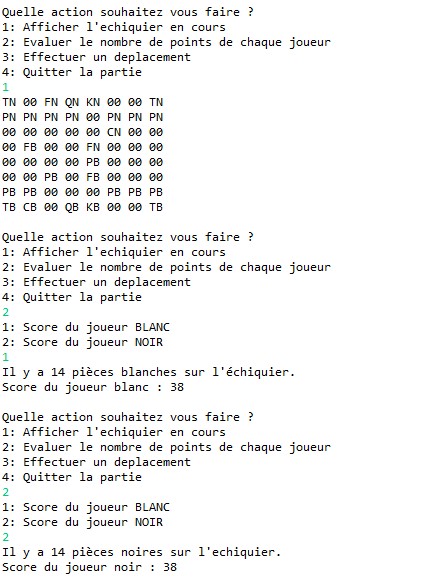 Quelle action souhaitez vous faire ?
1: Afficher l'echiquier en cours
2: Evaluer le nombre de points de chaque joueur
3: Effectuer un deplacement
4: Quitter la partie
1
TN 00 FN QN KN 00 00 TN
PN PN PN PN 00 PN PN PN
00 00 00 00 00 CN 00 00
00 FB 00 00 FN 00 00 00
00 00 00 00 PB 00 00 00
00 00 PB 00 FB 00 00 00
PB PB 00 00 00 PB PB PB
TB CB 00 QB KB 00 00 TB
Quelle action souhaitez vous faire ?
1: Afficher l'echiquier en cours
2: Evaluer le nombre de points de chaque joueur
3: Effectuer un deplacement
4: Quitter la partie
2
1: Score du joueur BLANC
2: Score du joueur NOIR
1
Il y a 14 pièces blanches sur l'échiquier.
Score du joueur blanc : 38
Quelle action souhaitez vous faire ?
1: Afficher l'echiquier en cours
2: Evaluer le nombre de points de chaque joueur
3: Effectuer un deplacement
4: Quitter la partie
2
1: Score du joueur BLANC
2: Score du joueur NOIR
2
Il y a 14 pièces noires sur l'echiquier.
Score du joueur noir : 38